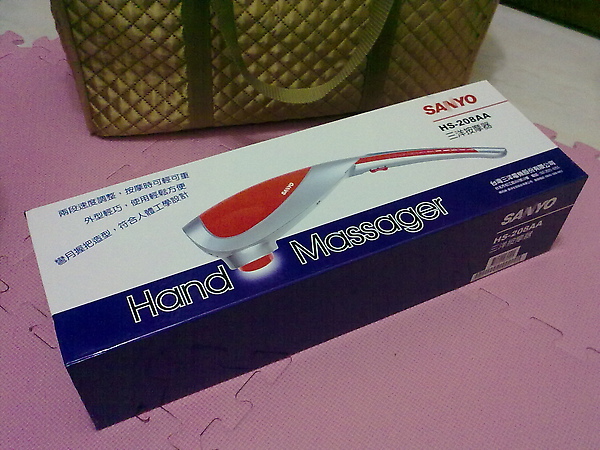 SANYO
HS-208AA
三洋按摩器
兩段速度調整，按摩時可輕可重
外型輕巧，使用輕鬆方便
彎月握把造型，符合人體工學設計
SANYO
台灣三洋電機股份有限公司
Hand Massager
SANYO
HS-208AA
三洋按摩器